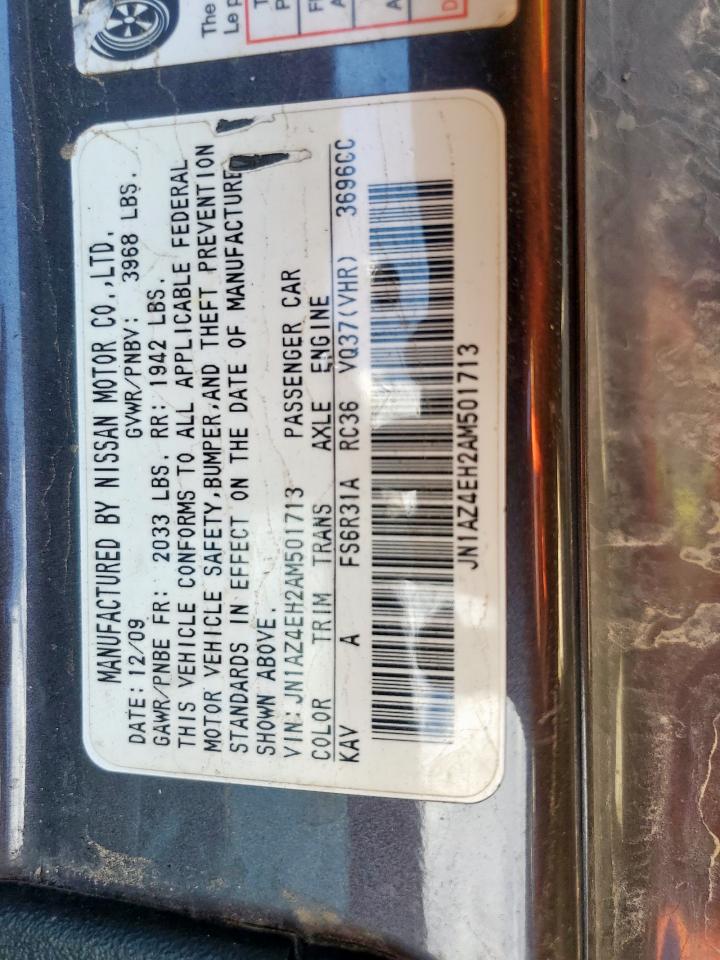 The
Le p
MANUFACTURED BY NISSAN MOTOR CO.,LTD.
DATE: 12/09 GVWR/PNBV: 3968 LBS.
GAWR/PNBE FR: 2033 LBS. RR: 1942 LBS.
THIS VEHICLE CONFORMS TO ALL APPLICABLE FEDERAL
MOTOR VEHICLE SAFETY,BUMPER,AND THEFT PREVENTION
STANDARDS IN EFFECT ON THE DATE OF MANUFACTURE
SHOWN ABOVE.
VIN:JN1AZ4EH2AM501713 PASSENGER CAR
COLOR TRIM TRANS AXLE ENGINE
KAV A FS6R31A RC36 VQ37(VHR) 3696CC
JN1AZ4EH2AM501713